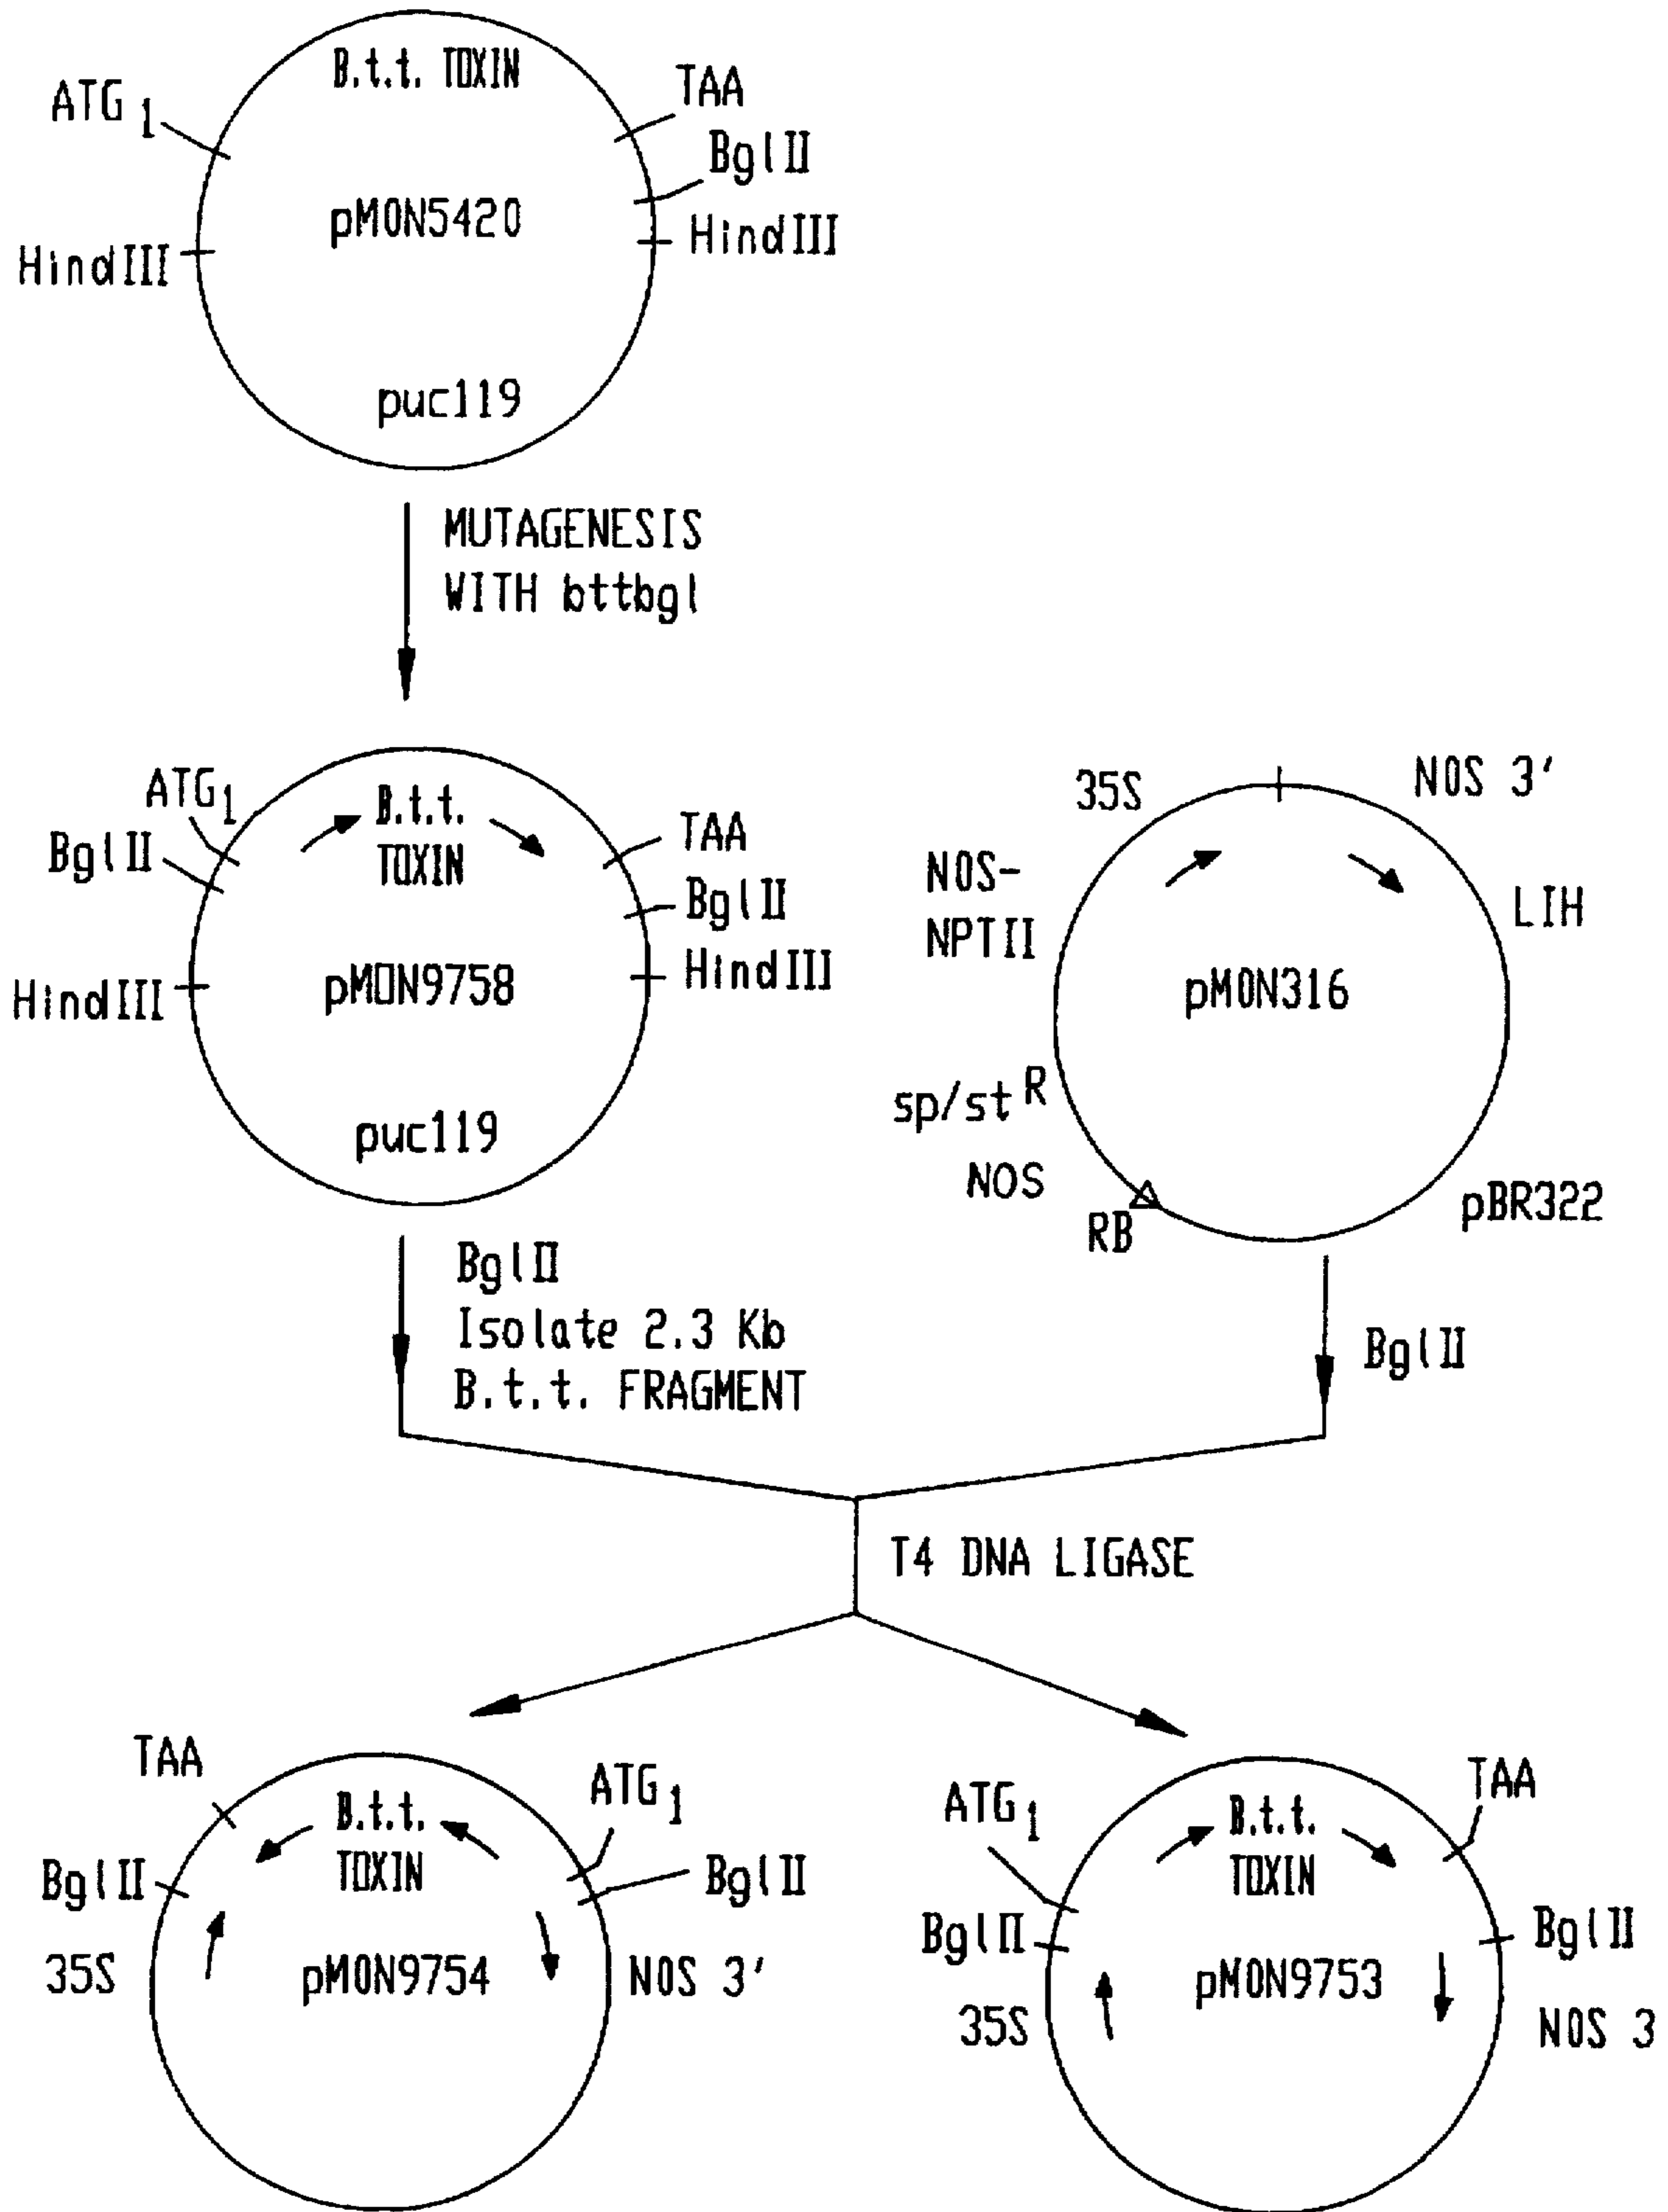 B.t.t. TOXIN
ATG 1
TAA
BglII
pMON5420
HindIII
HindIII
puc119
MUTAGENESIS
WITH bttbgl
ATG1
BglII
B.t.t.
TOXIN
TAA
BglII
HindIII
HindIII
pMON9758
puc119
35S
NOS 3'
NOS-
NPTII
LIH
pMON316
sp/st R
NOS
RB
pBR322
BglII
Isolate 2.3 Kb
B.t.t. FRAGMENT
BglII
T4 DNA LIGASE
TAA
B.t.t.
TOXIN
ATG1
BglII
BglII
35S
pMON9754
NOS 3'
ATG1
B.t.t.
TOXIN
TAA
BglII
BglII
35S
pMON9753
NOS 3